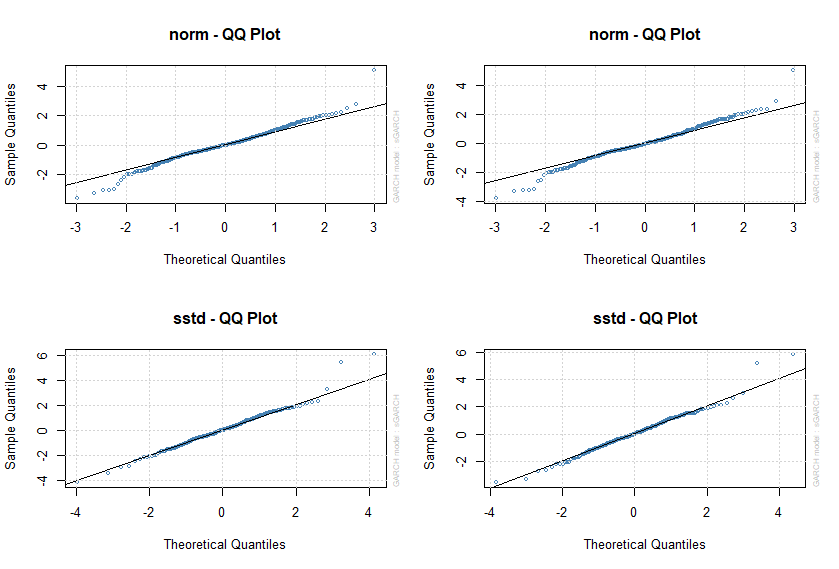 norm - QQ Plot
Sample Quantiles
4
2
0
-2
-3
-2
-1
0
1
2
3
Theoretical Quantiles
GARCH model : sGARCH
norm - QQ Plot
Sample Quantiles
4
2
0
-2
-4
-3
-2
-1
0
1
2
3
Theoretical Quantiles
GARCH model : sGARCH
sstd - QQ Plot
Sample Quantiles
6
4
2
0
-2
-4
-4
-2
0
2
4
Theoretical Quantiles
GARCH model : sGARCH
sstd - QQ Plot
Sample Quantiles
6
4
2
0
-2
-4
-2
0
2
4
Theoretical Quantiles
GARCH model : sGARCH